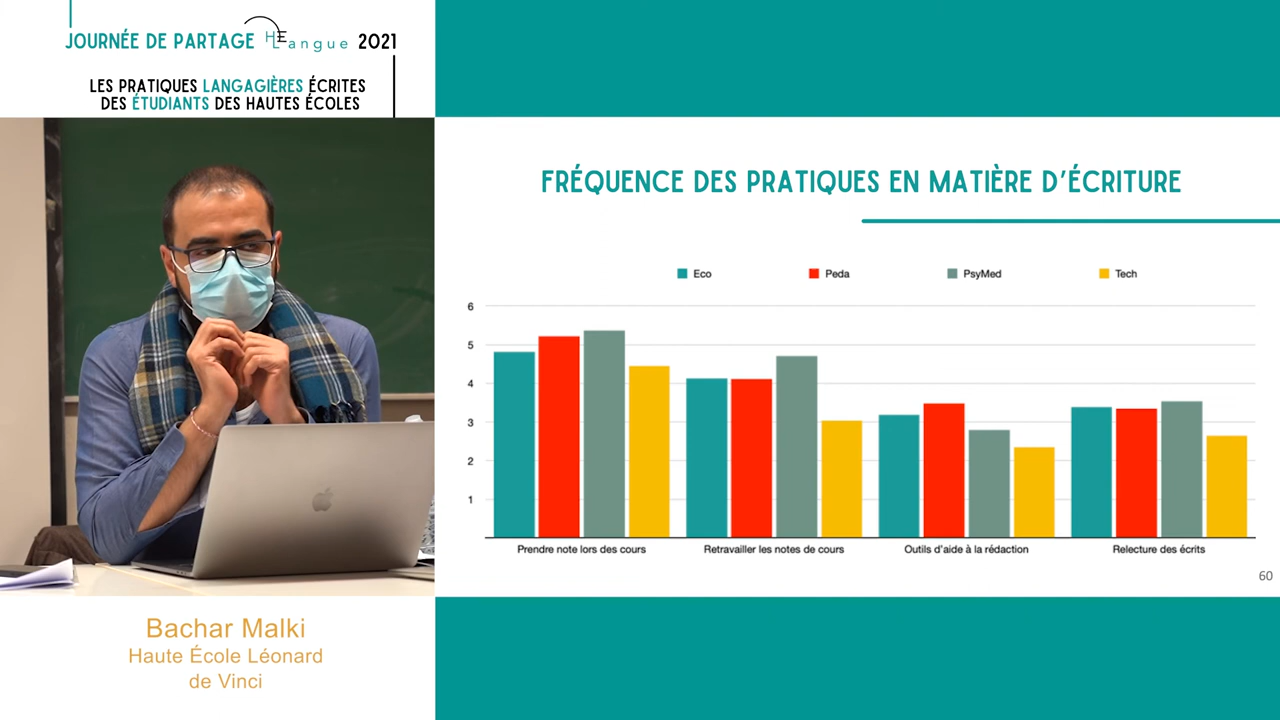 JOURNÉE DE PARTAGE HELangue 2021
LES PRATIQUES LANGAGIÈRES ÉCRITES
DES ÉTUDIANTS DES HAUTES ÉCOLES
FRÉQUENCE DES PRATIQUES EN MATIÈRE D'ÉCRITURE
Eco Peda PsyMed Tech
6
5
4
3
2
1
Prendre note lors des cours Retravailler les notes de cours Outils d'aide à la rédaction Relecture des écrits
60
Bachar Malki
Haute École Léonard
de Vinci